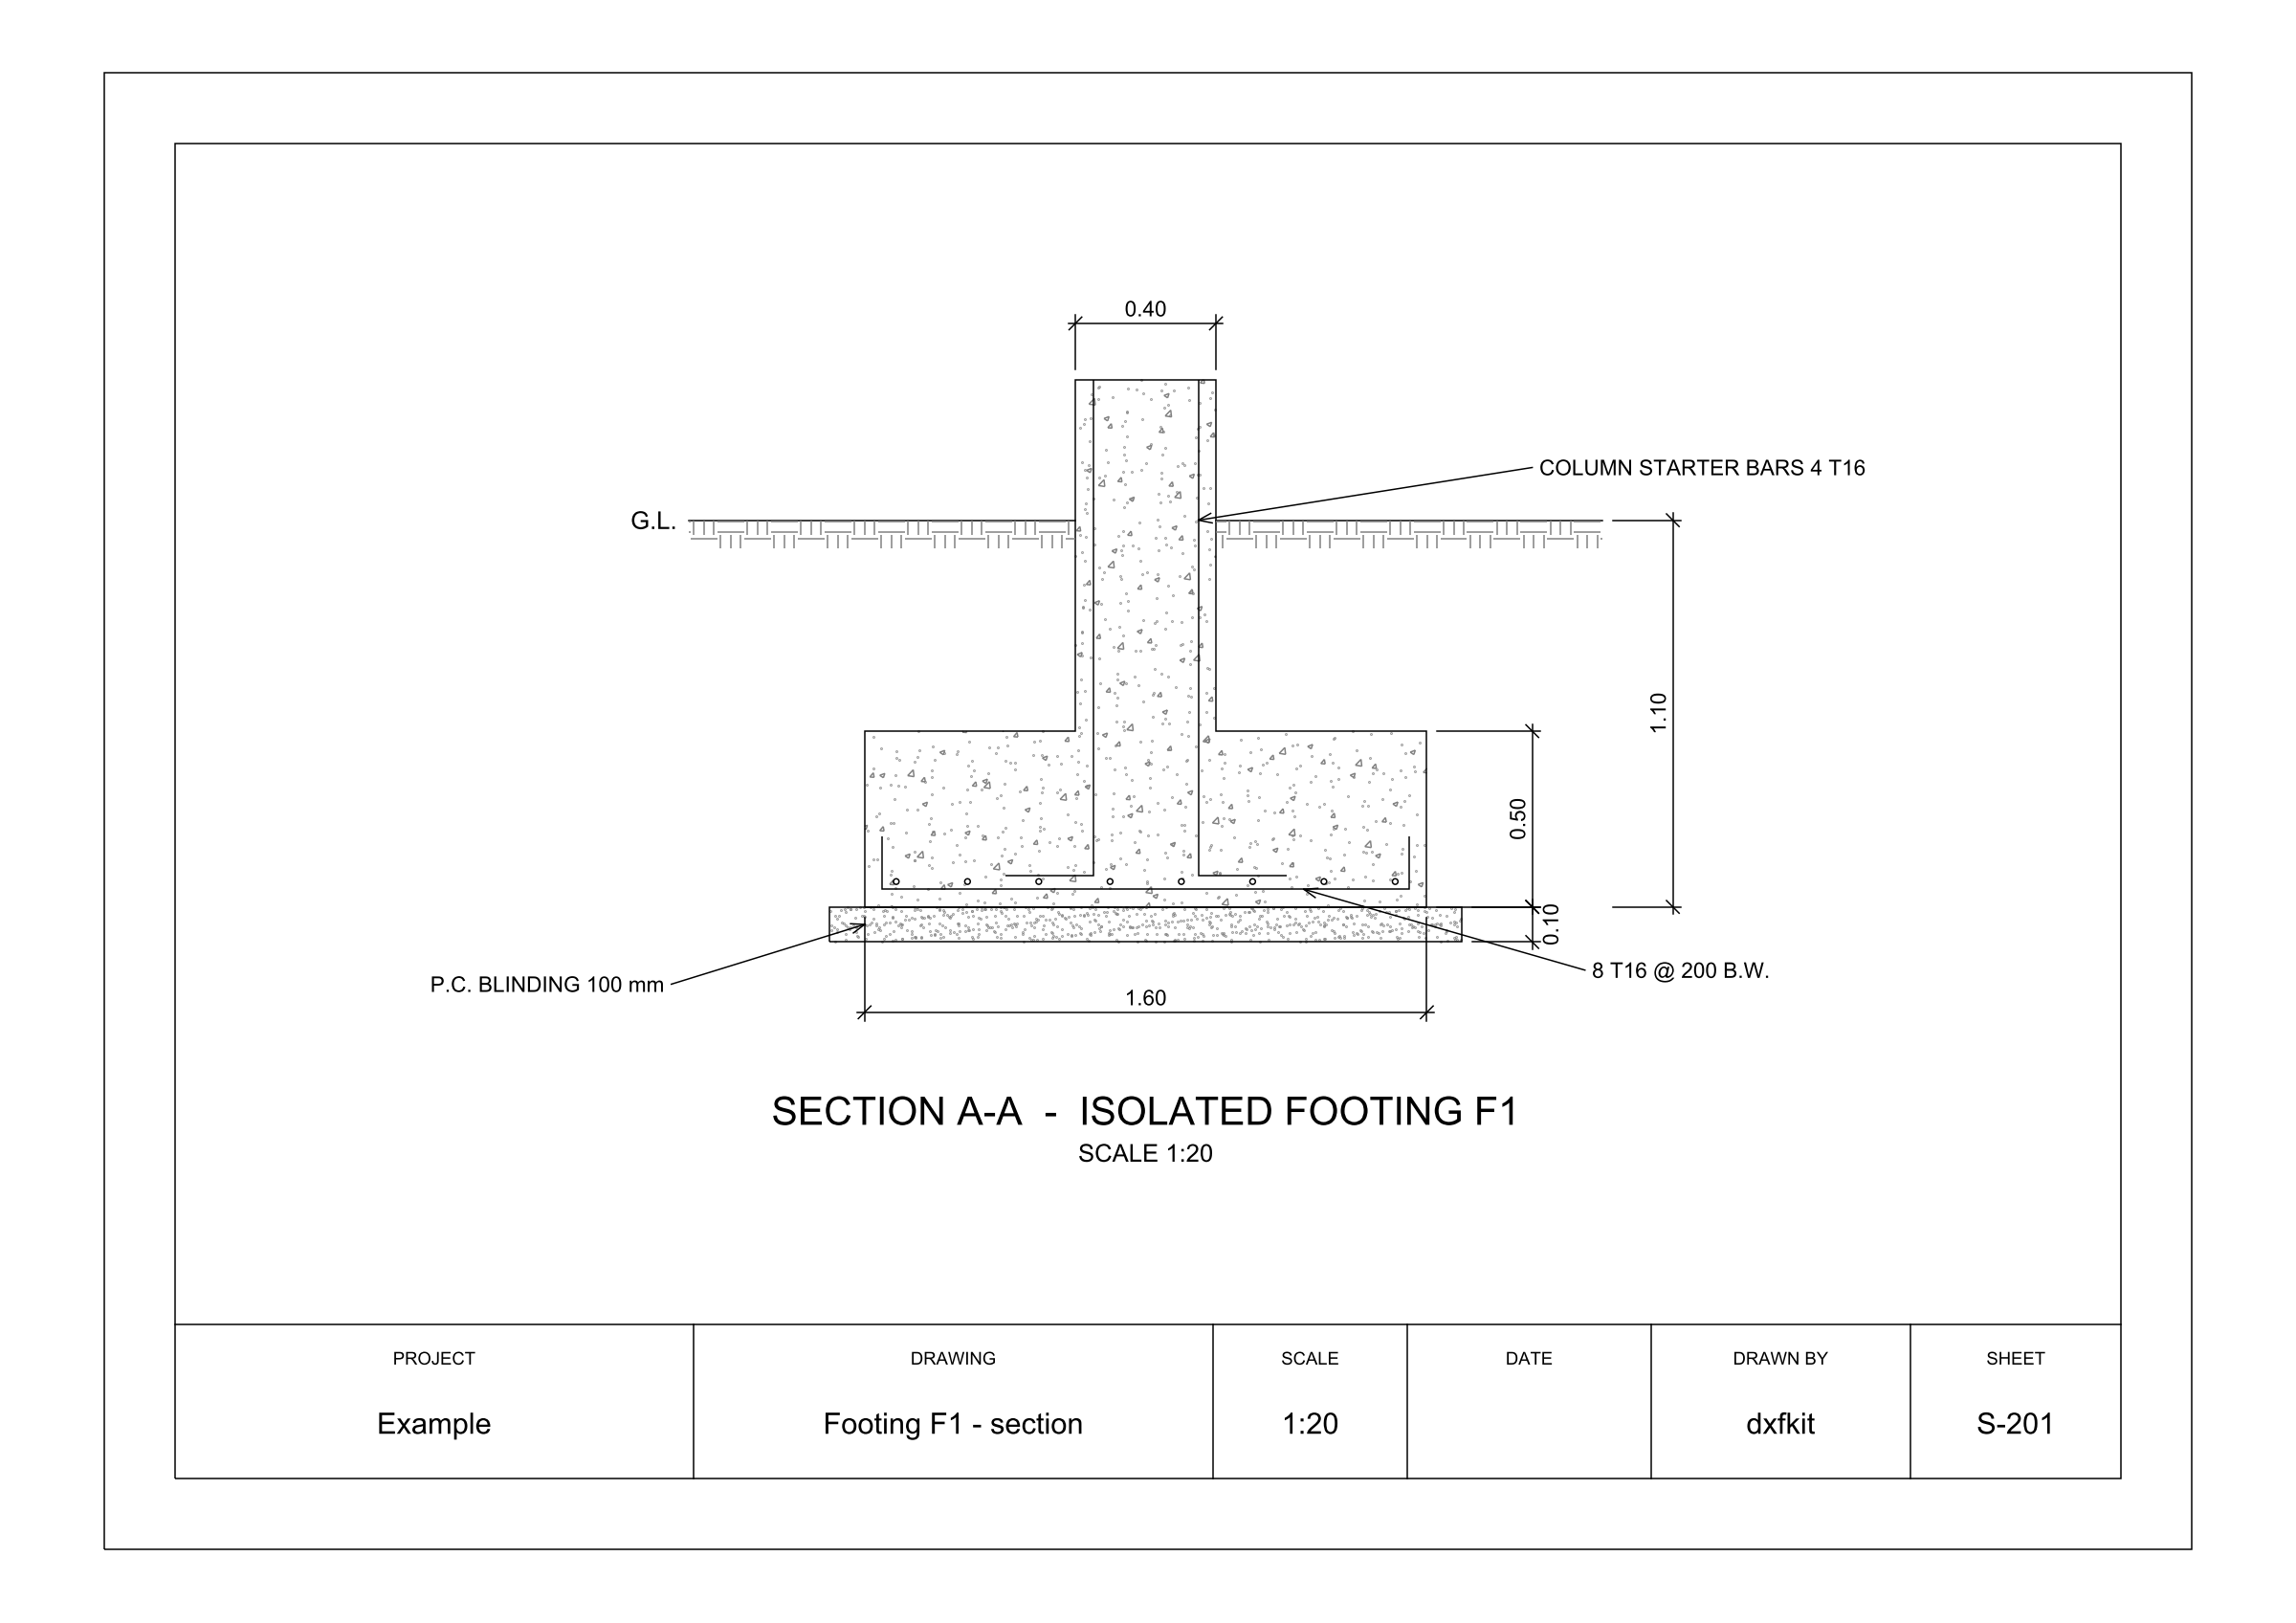 0.40
COLUMN STARTER BARS 4 T16
G.L.
1.10
0.50
0.10
8 T16 @ 200 B.W.
P.C. BLINDING 100 mm
1.60
SECTION A-A - ISOLATED FOOTING F1
SCALE 1:20
PROJECT DRAWING SCALE DATE DRAWN BY SHEET
Example Footing F1 - section 1:20 dxfkit S-201